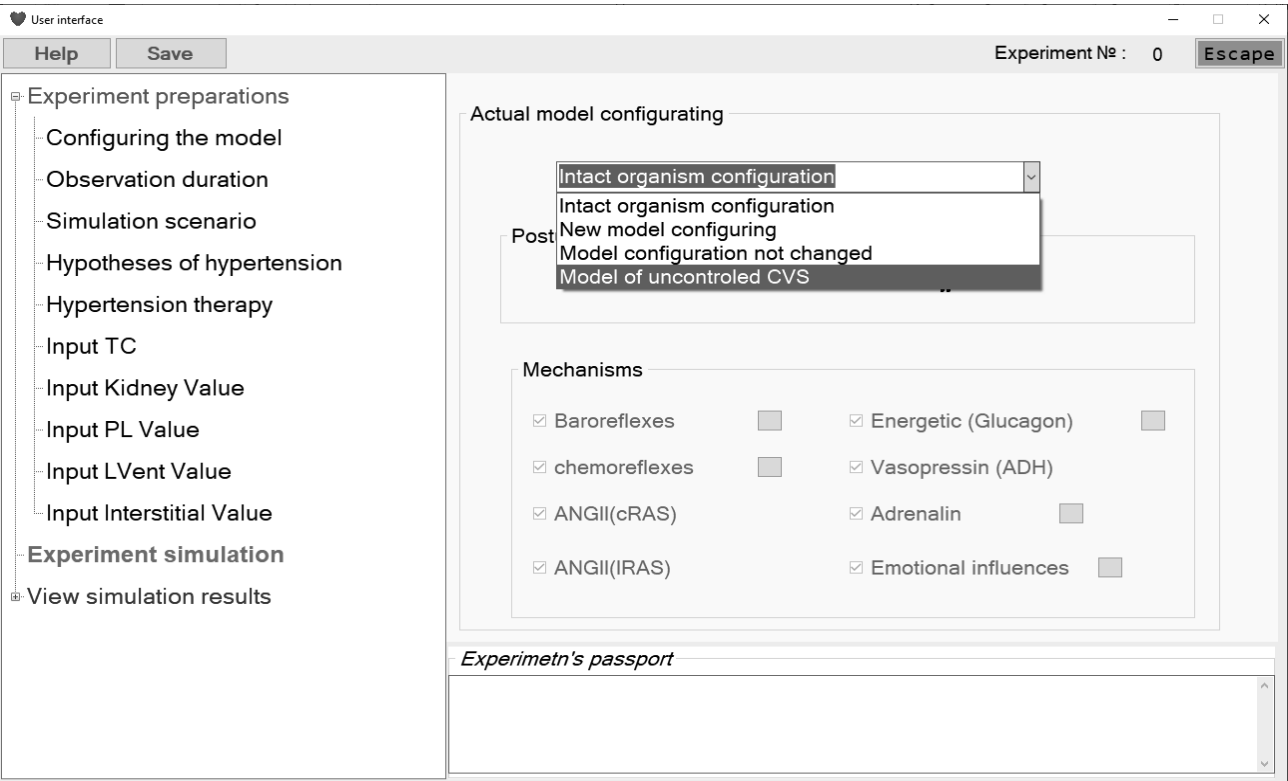 User interface
Help Save Experiment № : 0 Escape
Experiment preparations
Configuring the model
Observation duration
Simulation scenario
Hypotheses of hypertension
Hypertension therapy
Input TC
Input Kidney Value
Input PL Value
Input LVent Value
Input Interstitial Value
Experiment simulation
View simulation results
Actual model configurating
Intact organism configuration
Intact organism configuration
New model configuring
Model configuration not changed
Model of uncontroled CVS
Mechanisms
Baroreflexes Energetic (Glucagon)
chemoreflexes Vasopressin (ADH)
ANGII(cRAS) Adrenalin
ANGII(lRAS) Emotional influences
Experimetn's passport